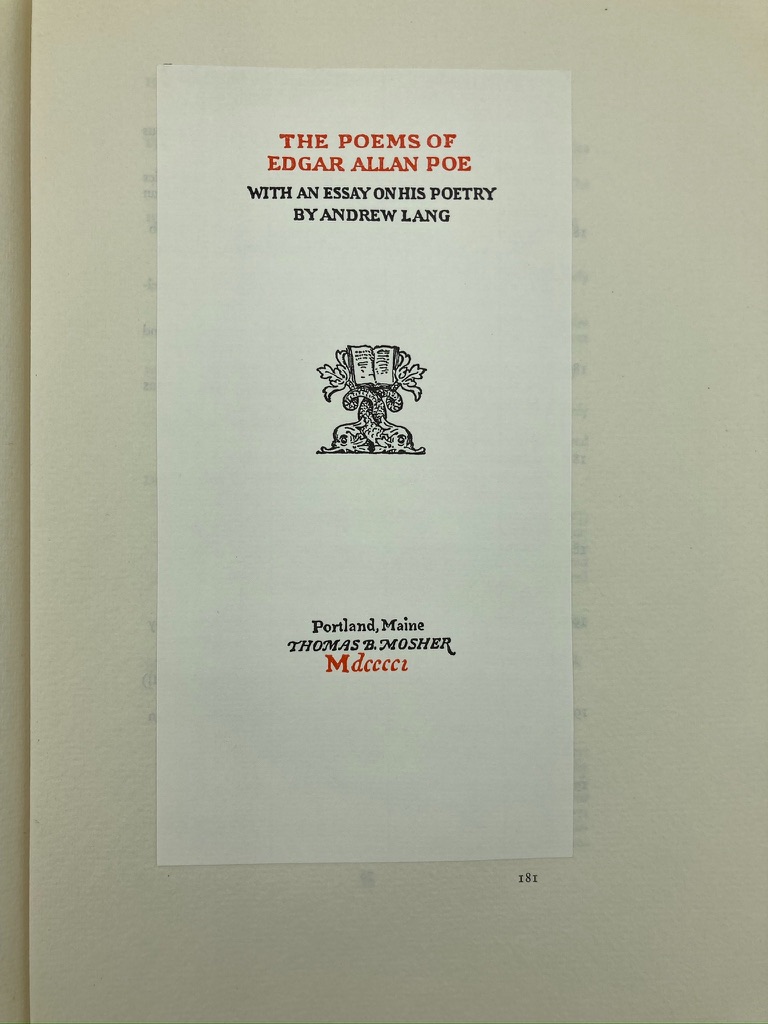 THE POEMS OF
EDGAR ALLAN POE
WITH AN ESSAY ON HIS POETRY
BY ANDREW LANG
Portland, Maine
THOMAS B. MOSHER
Mdccccı
181